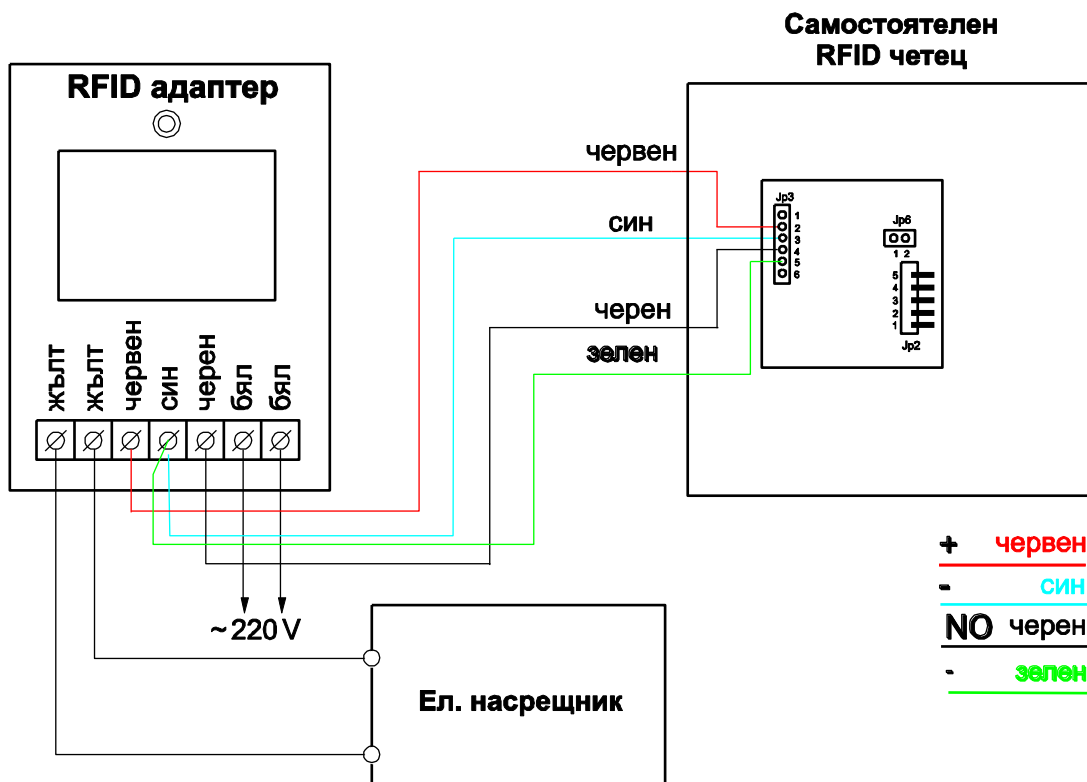 Самостоятелен
RFID четец
RFID адаптер
червен
син
черен
зелен
Jp3
1
2
3
4
5
6
Jp6
1 2
5
4
3
2
1
Jp2
жълт
жълт
червен
син
черен
бял
бял
~220 V
Ел. насрещник
+ червен
- син
NO черен
- зелен